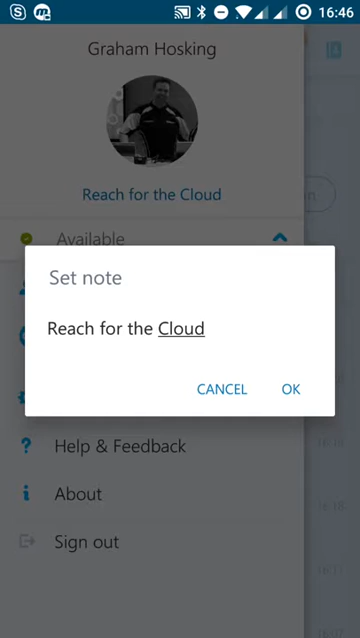 16:46
Graham Hosking
Reach for the Cloud
Available
Set note
Reach for the Cloud
CANCEL OK
Help & Feedback
About
Sign out